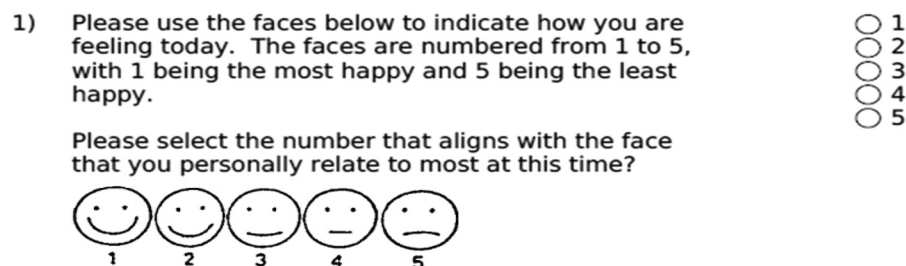 1) Please use the faces below to indicate how you are
feeling today. The faces are numbered from 1 to 5,
with 1 being the most happy and 5 being the least
happy.
Please select the number that aligns with the face
that you personally relate to most at this time?
1 2 3 4 5
1
2
3
4
5